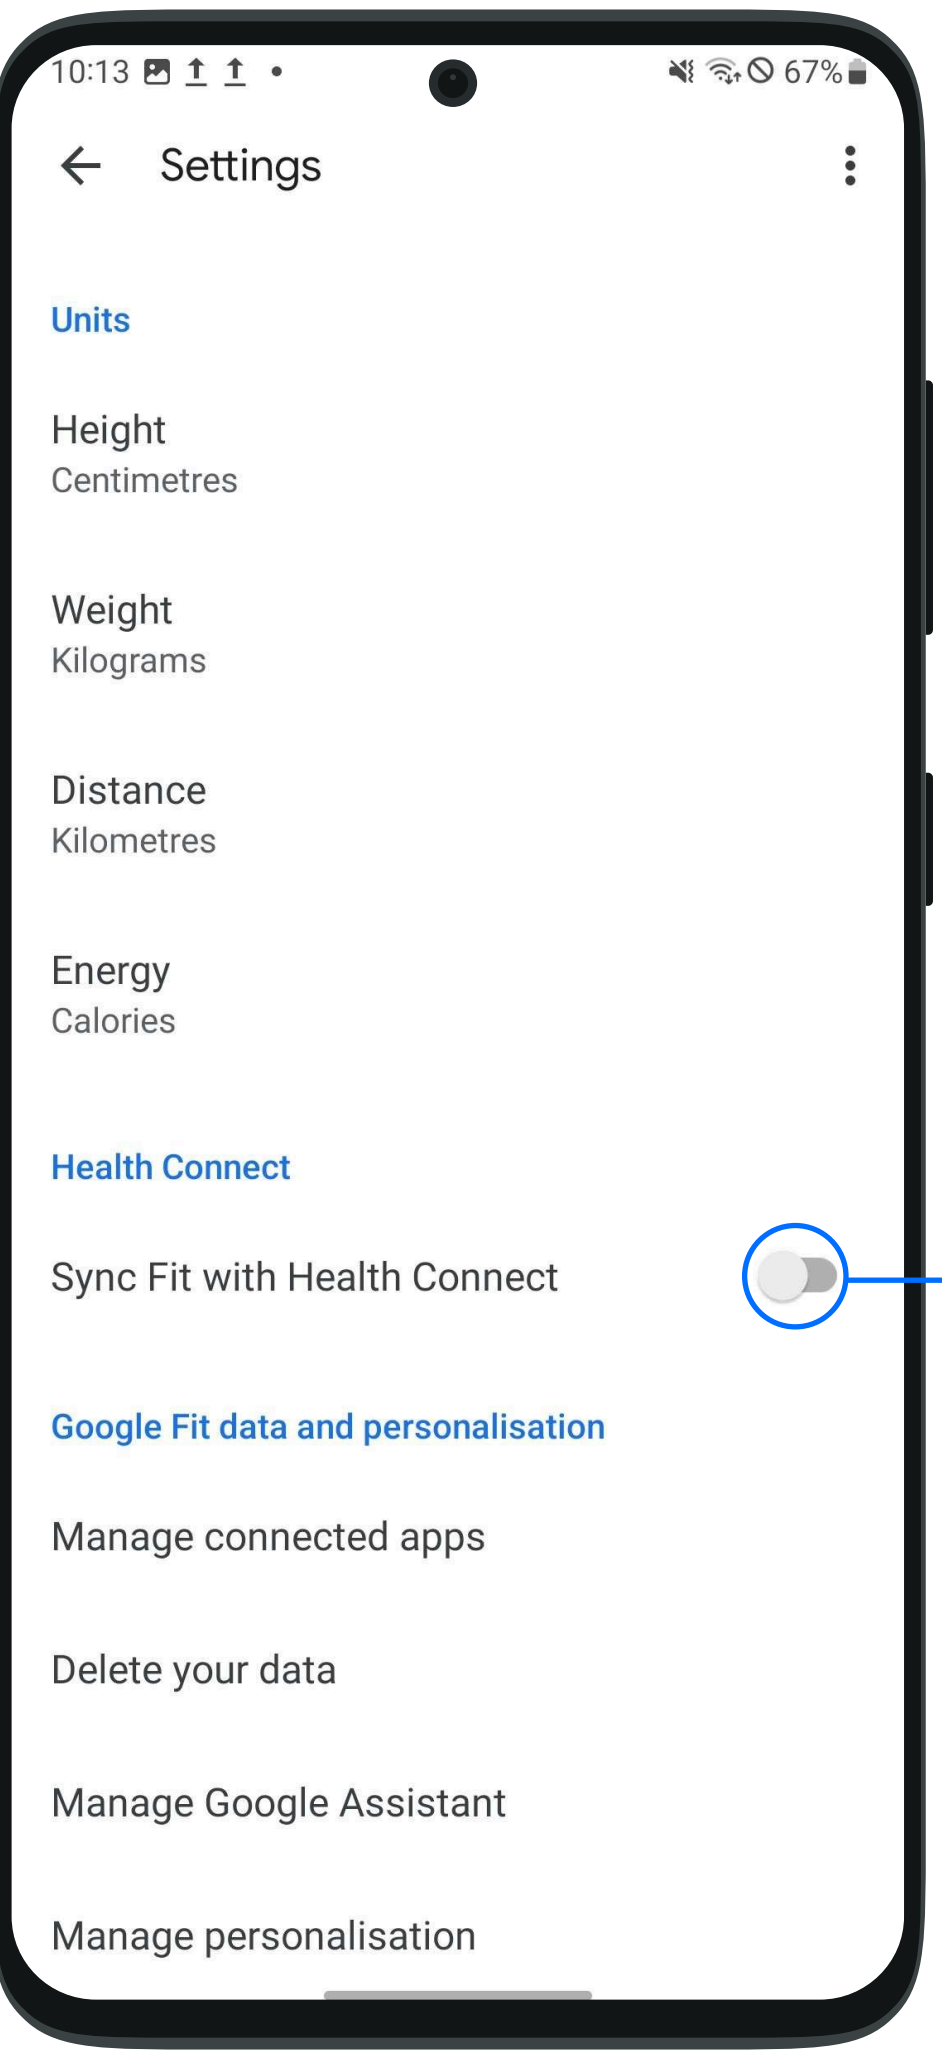 10:13 67%
Settings
Units
Height
Centimetres
Weight
Kilograms
Distance
Kilometres
Energy
Calories
Health Connect
Sync Fit with Health Connect
Google Fit data and personalisation
Manage connected apps
Delete your data
Manage Google Assistant
Manage personalisation